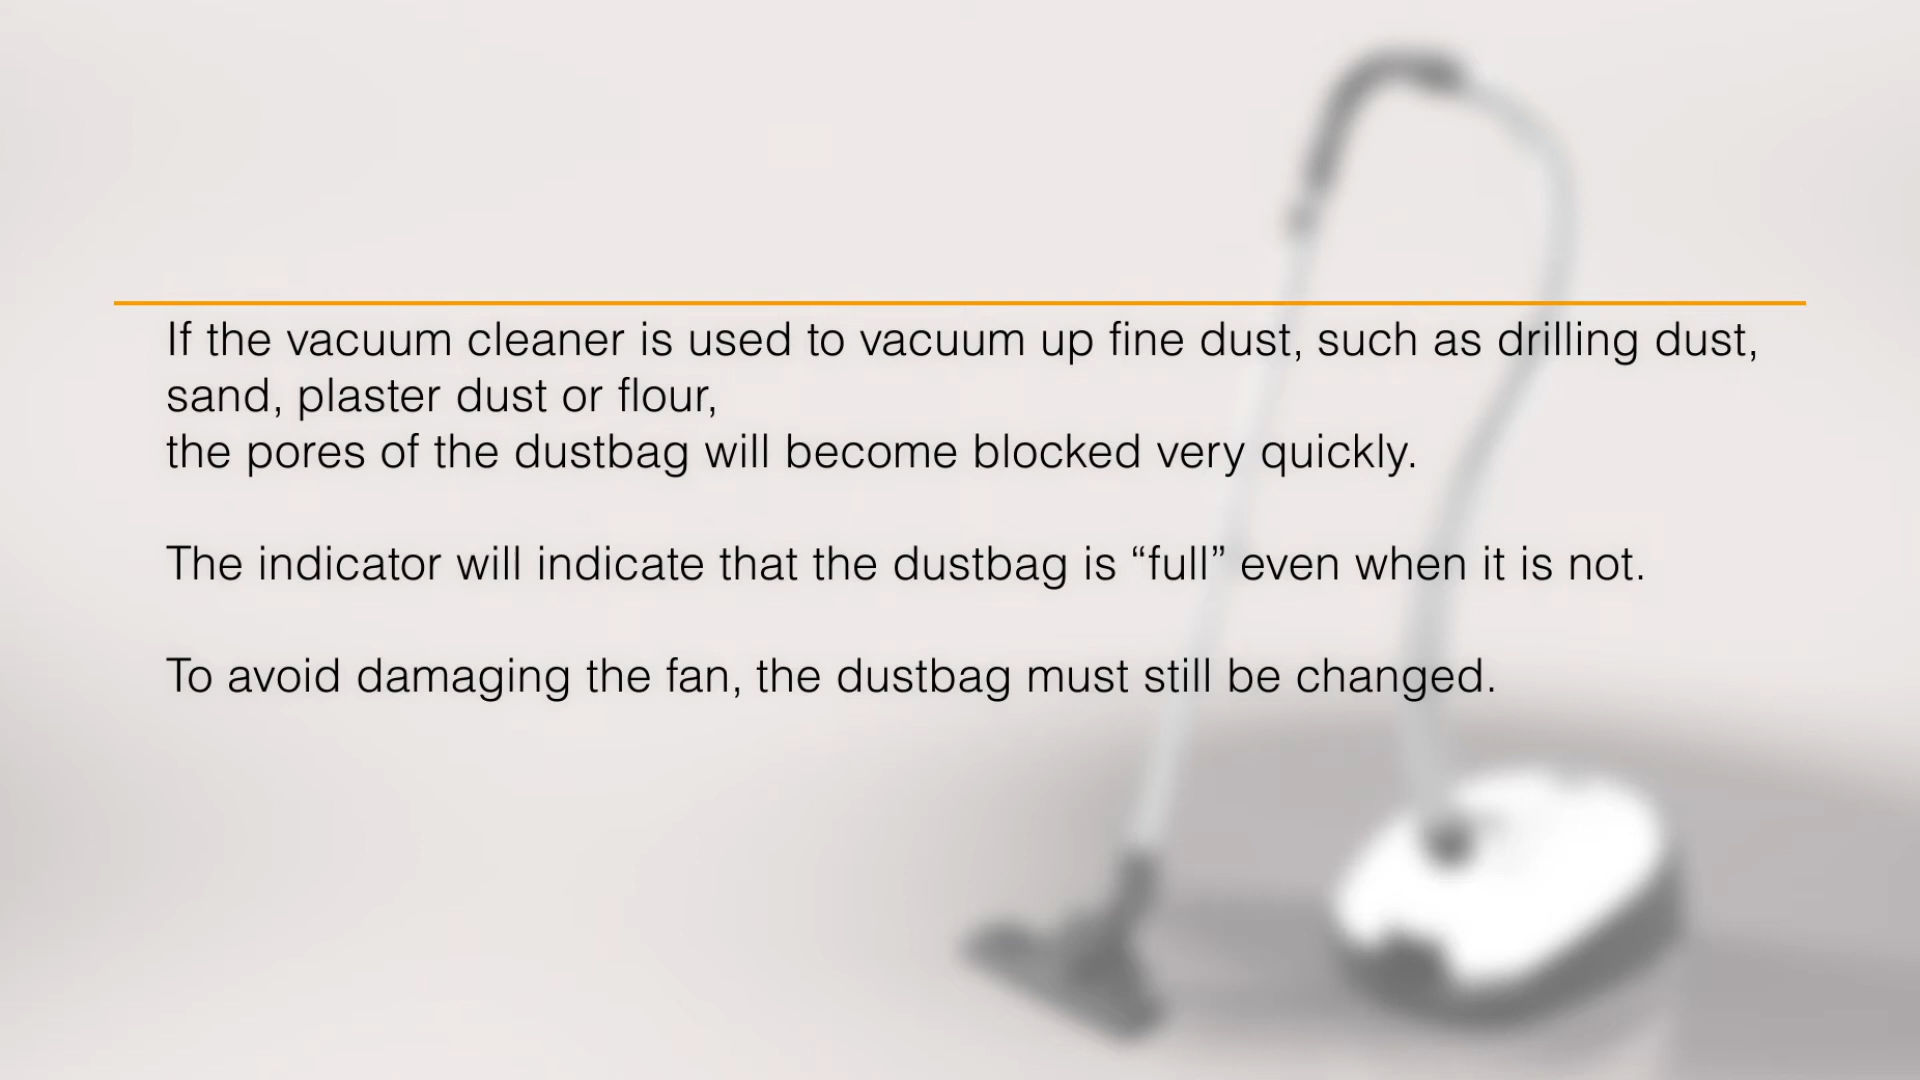 If the vacuum cleaner is used to vacuum up fine dust, such as drilling dust,
sand, plaster dust or flour,
the pores of the dustbag will become blocked very quickly.
The indicator will indicate that the dustbag is “full” even when it is not.
To avoid damaging the fan, the dustbag must still be changed.